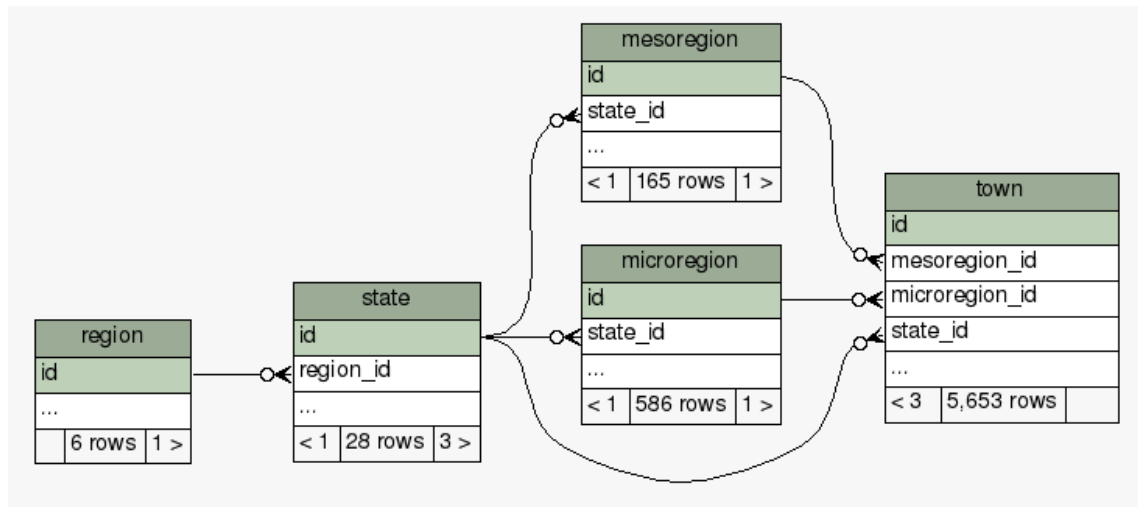 mesoregion
id
state_id
...
< 1 165 rows 1 >
town
id
mesoregion_id
microregion_id
state_id
...
< 3 5,653 rows
microregion
id
state_id
...
< 1 586 rows 1 >
state
id
region_id
...
< 1 28 rows 3 >
region
id
...
6 rows 1 >